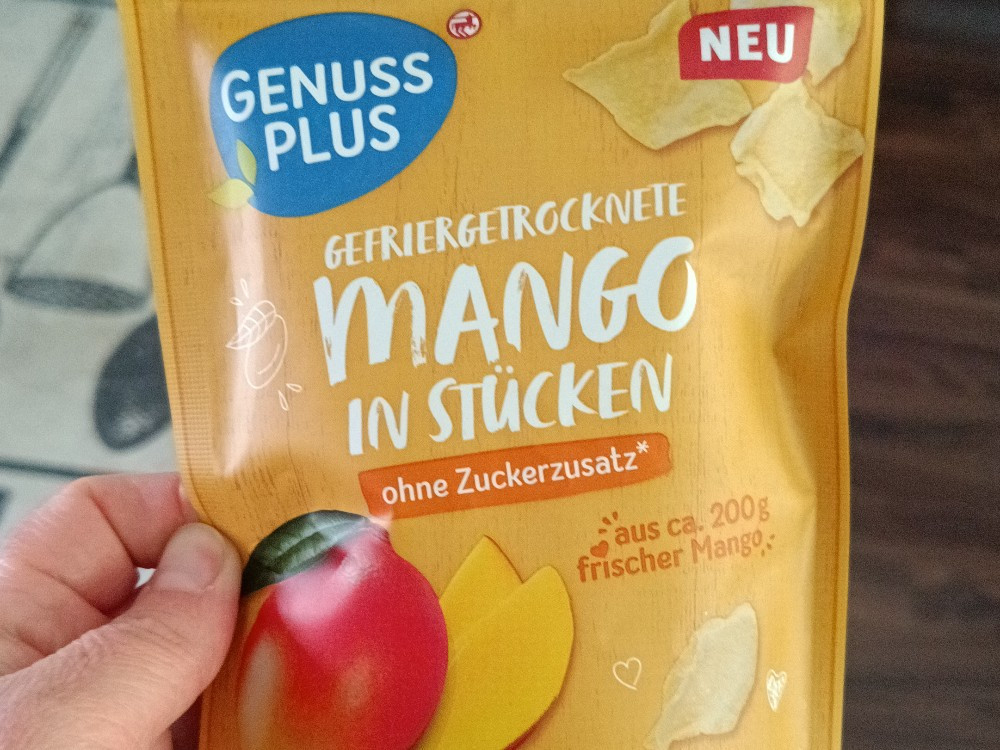 GENUSS
PLUS
NEU
GEFRIERGETROCKNETE
MANGO
IN STÜCKEN
ohne Zuckerzusatz*
aus ca. 200g
frischer Mango